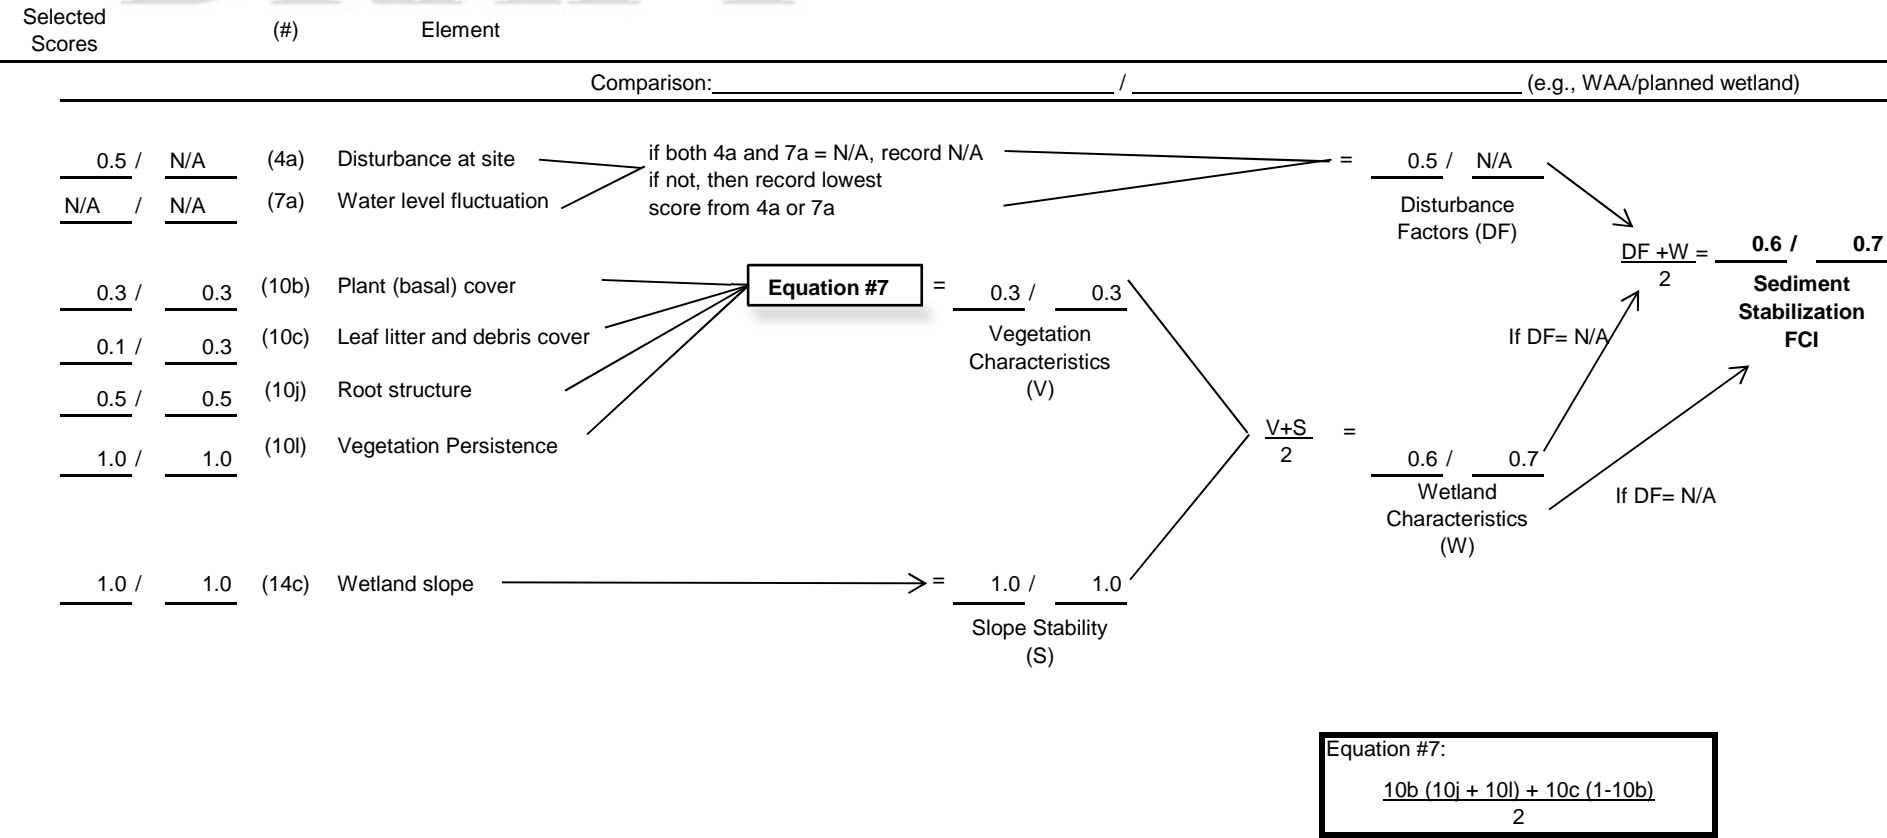 Selected
Scores
(#)
Element
Comparison: / (e.g., WAA/planned wetland)
0.5 / N/A (4a) Disturbance at site
N/A / N/A (7a) Water level fluctuation
if both 4a and 7a = N/A, record N/A
if not, then record lowest
score from 4a or 7a
= 0.5 / N/A
Disturbance
Factors (DF)
DF +W =
2
0.6 / 0.7
Sediment
Stabilization
FCI
0.3 / 0.3 (10b) Plant (basal) cover
0.1 / 0.3 (10c) Leaf litter and debris cover
0.5 / 0.5 (10j) Root structure
1.0 / 1.0 (10l) Vegetation Persistence
Equation #7
= 0.3 / 0.3
Vegetation
Characteristics
(V)
If DF= N/A
V+S =
2
0.6 / 0.7
Wetland
Characteristics
(W)
If DF= N/A
1.0 / 1.0 (14c) Wetland slope
= 1.0 / 1.0
Slope Stability
(S)
Equation #7:
10b (10j + 10l) + 10c (1-10b)
2